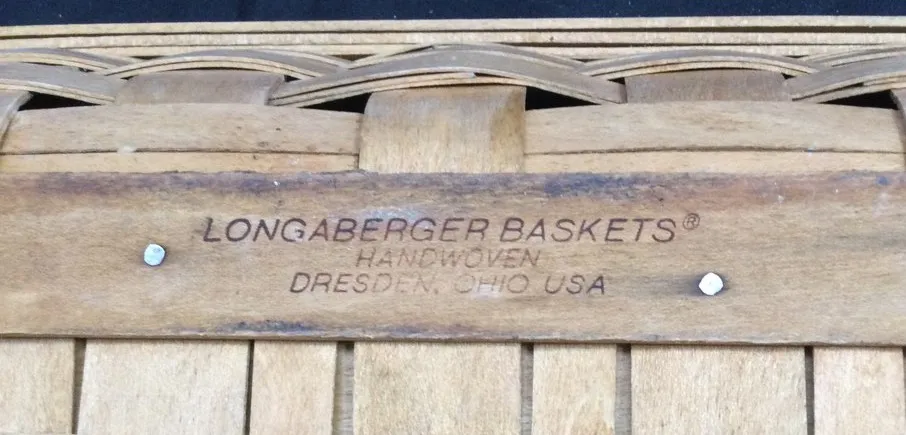 LONGABERGER BASKETS®
HANDWOVEN
DRESDEN, OHIO USA